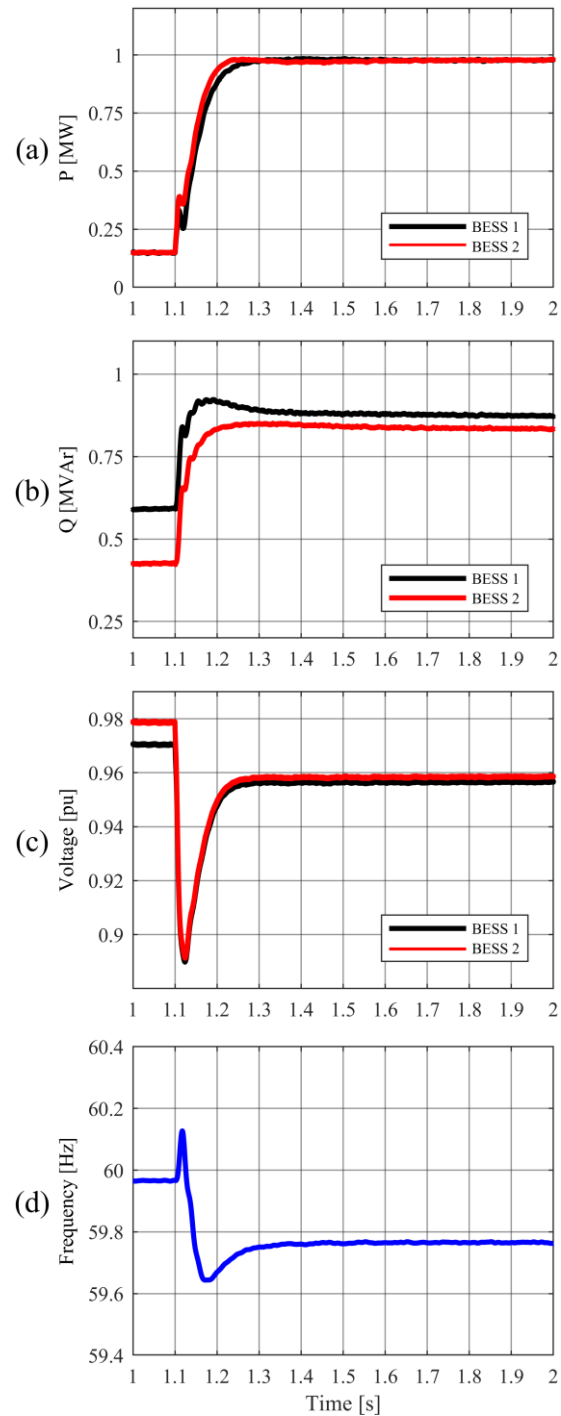 (a)
P [MW]
1
0.75
0.5
0.25
0
BESS 1
BESS 2
1 1.1 1.2 1.3 1.4 1.5 1.6 1.7 1.8 1.9 2
(b)
Q [MVAr]
1
0.75
0.5
0.25
BESS 1
BESS 2
1 1.1 1.2 1.3 1.4 1.5 1.6 1.7 1.8 1.9 2
(c)
Voltage [pu]
0.98
0.96
0.94
0.92
0.9
BESS 1
BESS 2
1 1.1 1.2 1.3 1.4 1.5 1.6 1.7 1.8 1.9 2
(d)
Frequency [Hz]
60.4
60.2
60
59.8
59.6
59.4
1 1.1 1.2 1.3 1.4 1.5 1.6 1.7 1.8 1.9 2
Time [s]